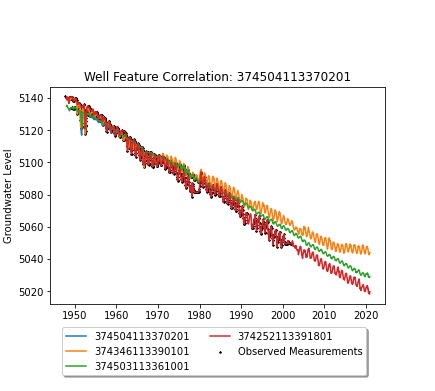 Well Feature Correlation: 374504113370201
5140
5120
5100
5080
5060
5040
5020
Groundwater Level
1950 1960 1970 1980 1990 2000 2010 2020
374504113370201
374346113390101
374503113361001
374252113391801
Observed Measurements